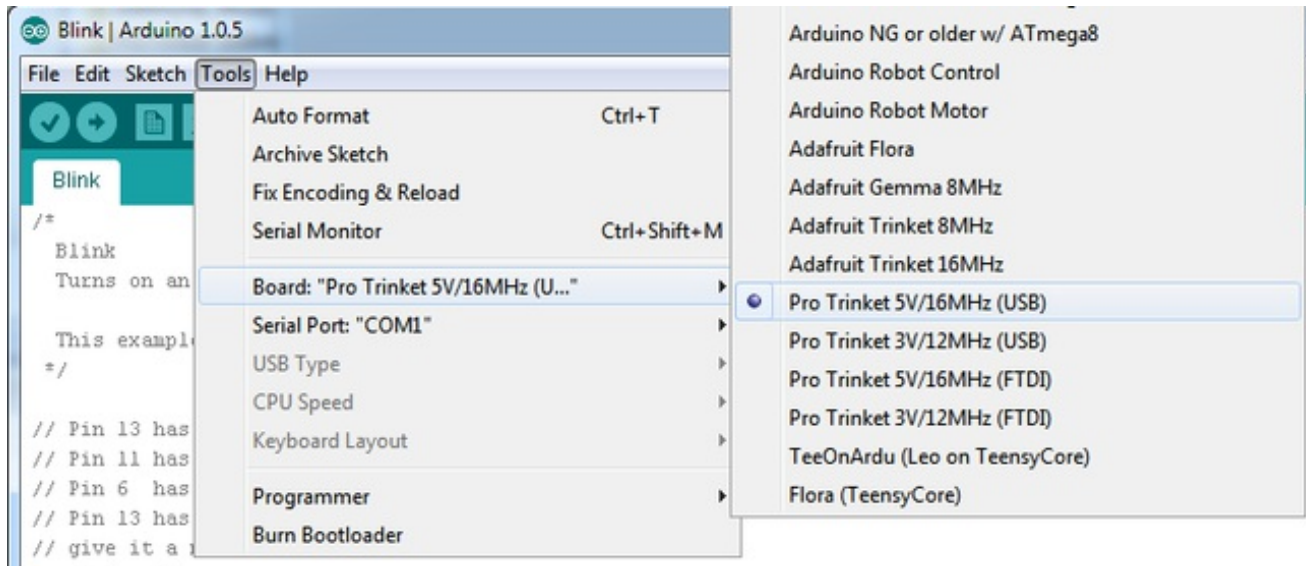 Blink | Arduino 1.0.5
File Edit Sketch Tools Help
Blink
/*
Blink
Turns on an
This example
*/
// Pin 13 has
// Pin 11 has
// Pin 6 has
// Pin 13 has
// give it a
Auto Format Ctrl+T
Archive Sketch
Fix Encoding & Reload
Serial Monitor Ctrl+Shift+M
Board: "Pro Trinket 5V/16MHz (U..."
Serial Port: "COM1"
USB Type
CPU Speed
Keyboard Layout
Programmer
Burn Bootloader
Arduino NG or older w/ ATmega8
Arduino Robot Control
Arduino Robot Motor
Adafruit Flora
Adafruit Gemma 8MHz
Adafruit Trinket 8MHz
Adafruit Trinket 16MHz
Pro Trinket 5V/16MHz (USB)
Pro Trinket 3V/12MHz (USB)
Pro Trinket 5V/16MHz (FTDI)
Pro Trinket 3V/12MHz (FTDI)
TeeOnArdu (Leo on TeensyCore)
Flora (TeensyCore)